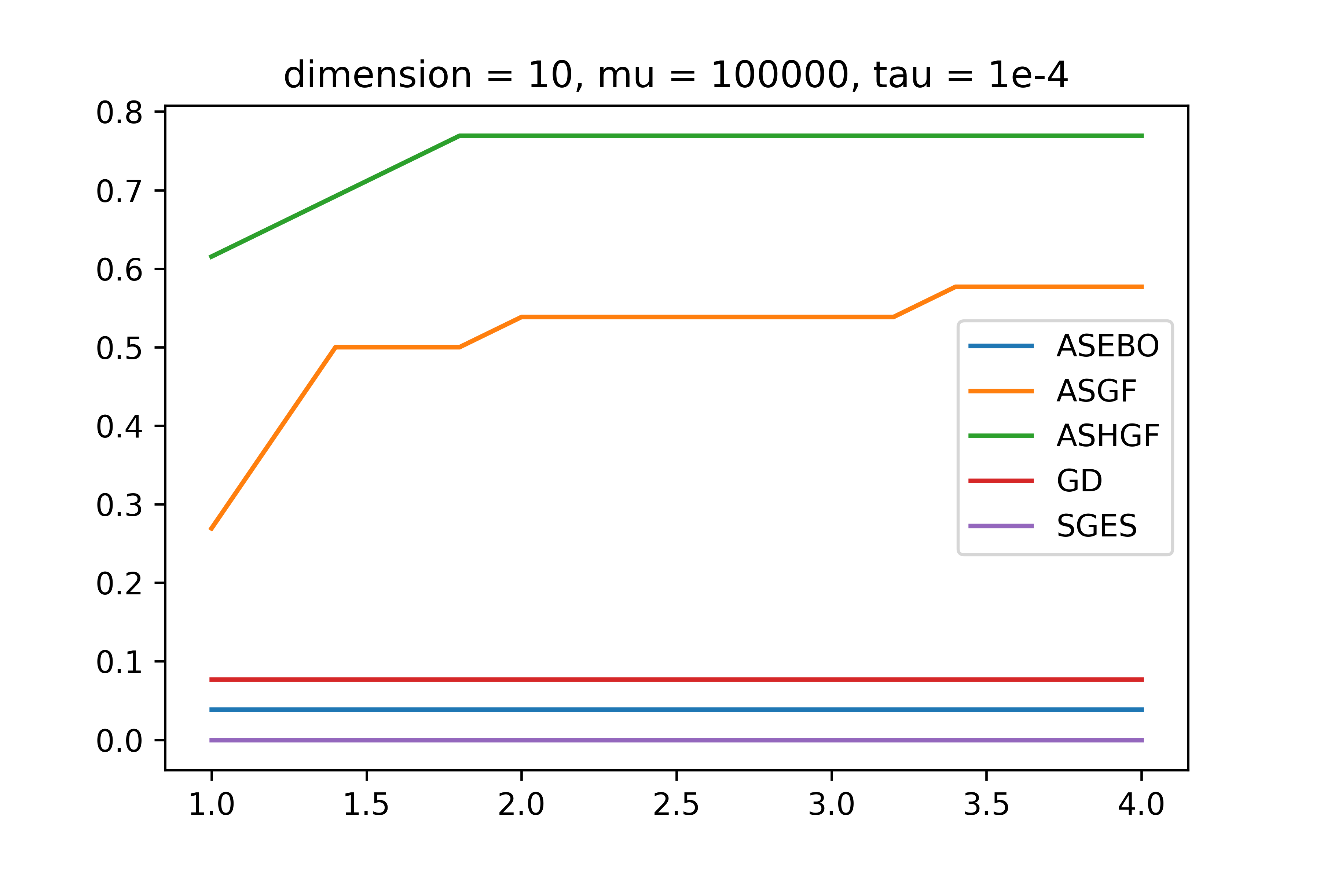 dimension = 10, mu = 100000, tau = 1e-4
0.8
0.7
0.6
0.5
0.4
0.3
0.2
0.1
0.0
ASEBO
ASGF
ASHGF
GD
SGES
1.0 1.5 2.0 2.5 3.0 3.5 4.0